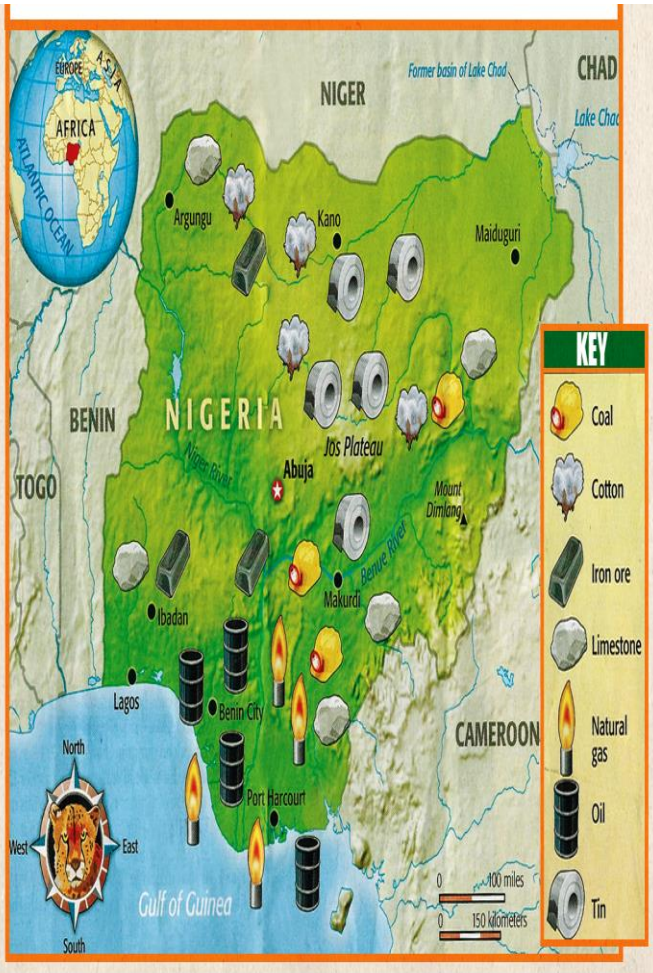 EUROPE
ASIA
AFRICA
ATLANTIC OCEAN
NIGER
Former basin of Lake Chad
CHAD
Lake Chad
Argungu
Kano
Maiduguri
BENIN
NIGERIA
Jos Plateau
TOGO
Niger River
Abuja
Mount
Dimlang
Benue River
Makurdi
Ibadan
Lagos
Benin City
CAMEROON
Port Harcourt
North
West
East
South
Gulf of Guinea
0 100 miles
0 150 kilometers
KEY
Coal
Cotton
Iron ore
Limestone
Natural
gas
Oil
Tin